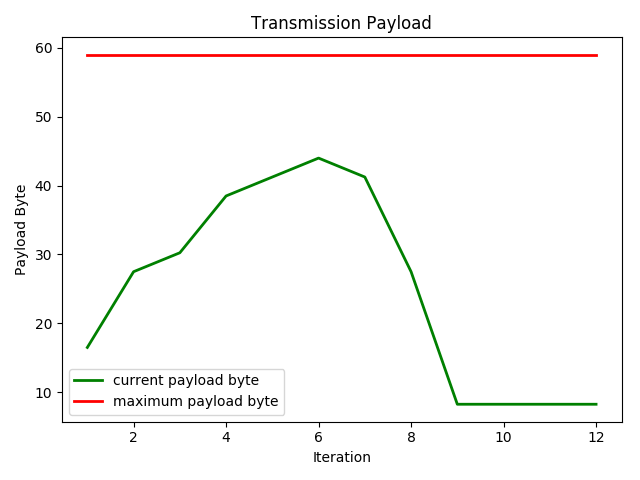 Transmission Payload
60
50
40
30
20
10
Payload Byte
current payload byte
maximum payload byte
2 4 6 8 10 12
Iteration